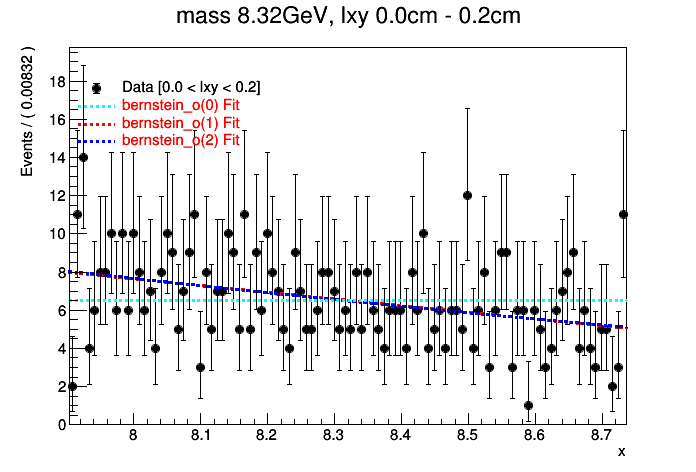 mass 8.32GeV, lxy 0.0cm - 0.2cm
Events / ( 0.00832 )
Data [0.0 < lxy < 0.2]
bernstein_o(0) Fit
bernstein_o(1) Fit
bernstein_o(2) Fit
18
16
14
12
10
8
6
4
2
0
8 8.1 8.2 8.3 8.4 8.5 8.6 8.7
x